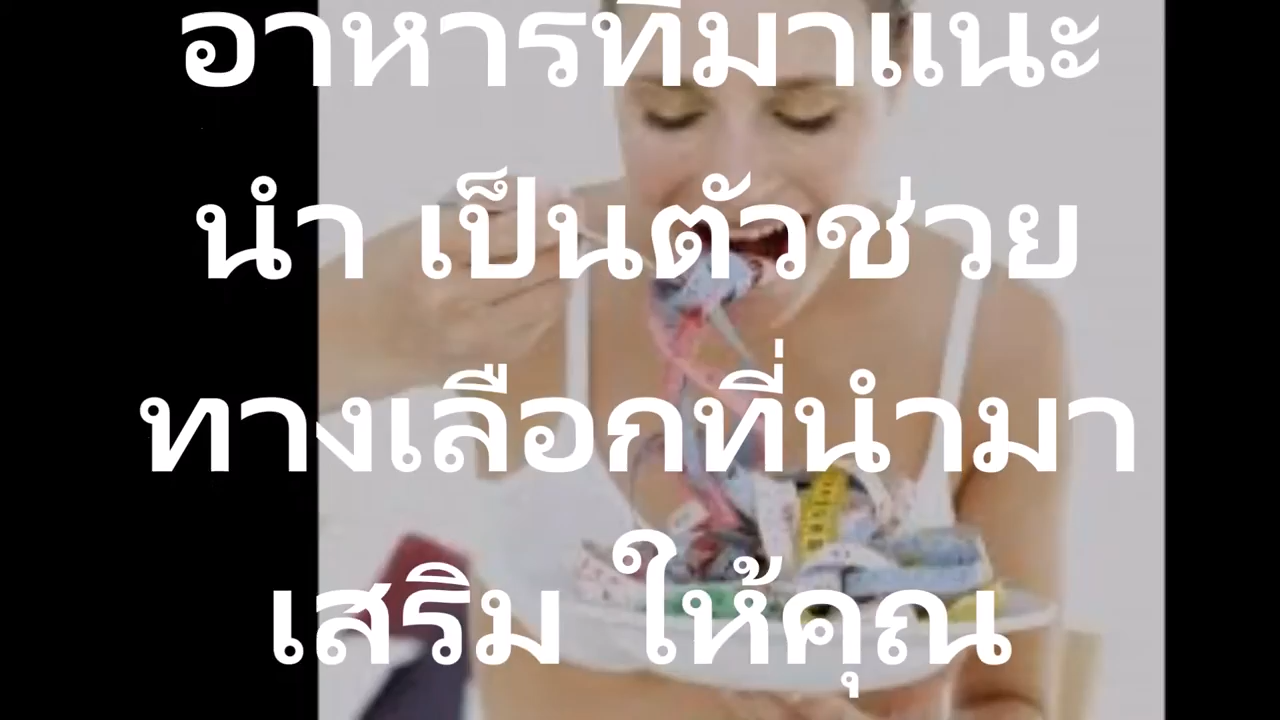 อาหารที่มาแนะ
นำ เป็นตัวช่วย
ทางเลือกที่นำมา
เสริม ให้คุณ